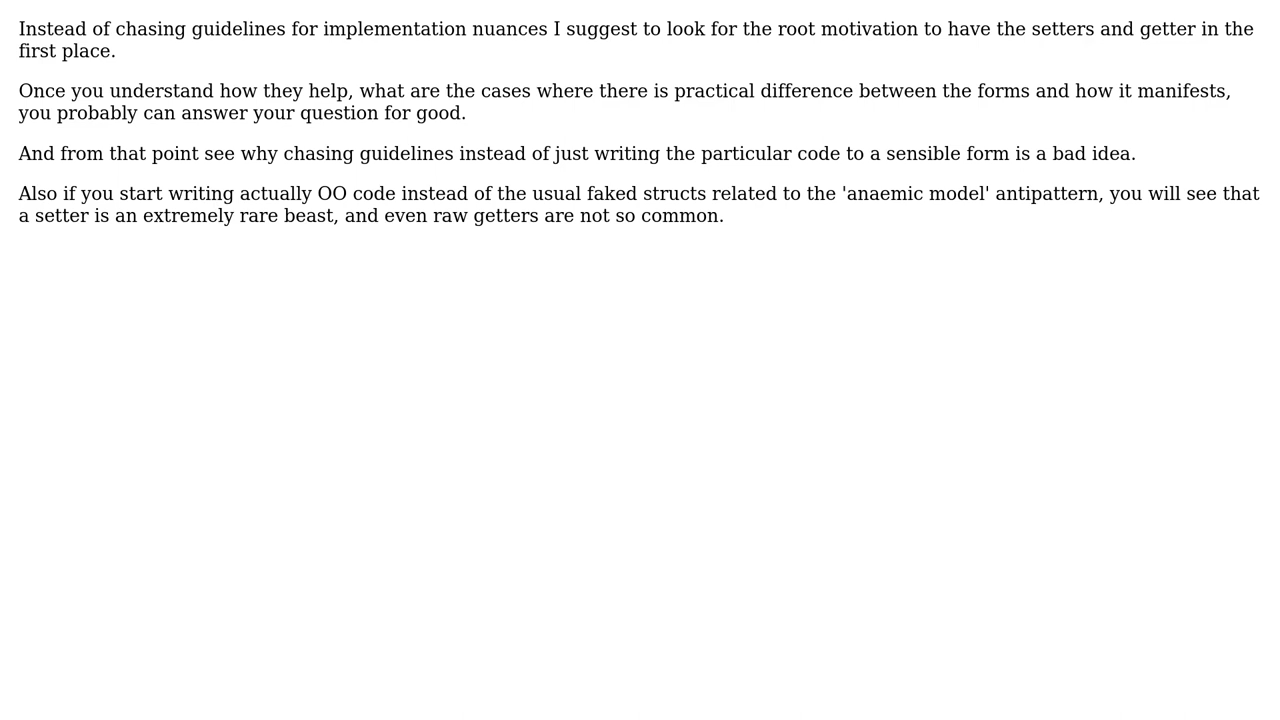 Instead of chasing guidelines for implementation nuances I suggest to look for the root motivation to have the setters and getter in the
first place.
Once you understand how they help, what are the cases where there is practical difference between the forms and how it manifests,
you probably can answer your question for good.
And from that point see why chasing guidelines instead of just writing the particular code to a sensible form is a bad idea.
Also if you start writing actually OO code instead of the usual faked structs related to the 'anaemic model' antipattern, you will see that
a setter is an extremely rare beast, and even raw getters are not so common.